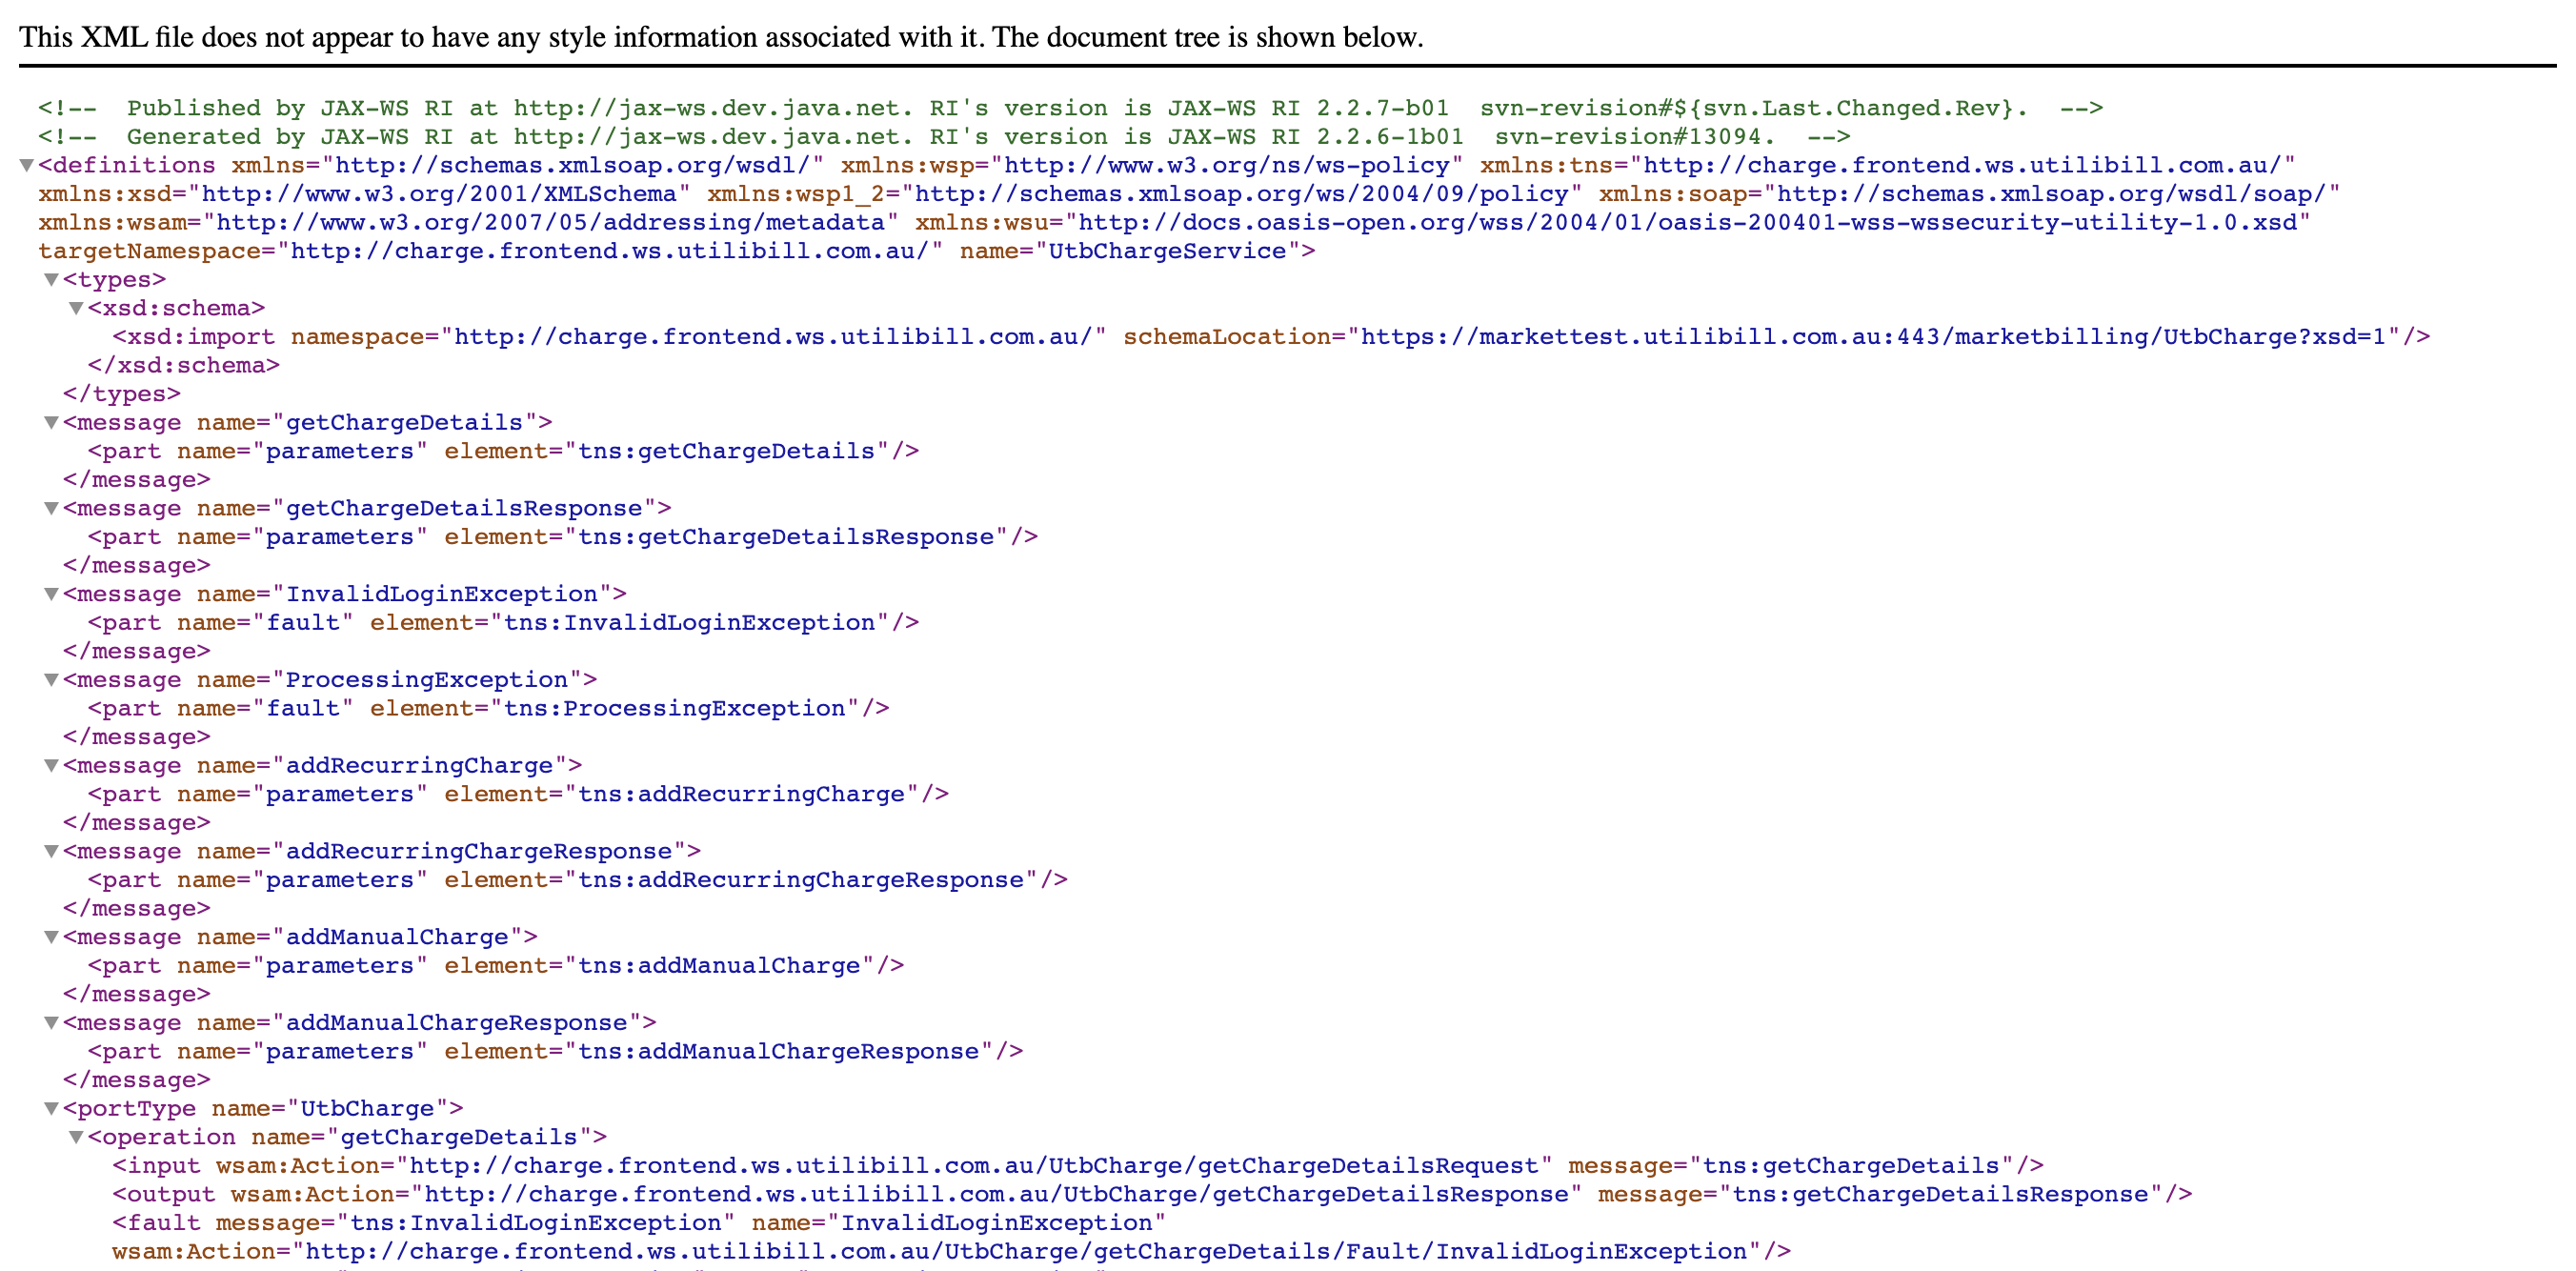 This XML file does not appear to have any style information associated with it. The document tree is shown below.
<!-- Published by JAX-WS RI at http://jax-ws.dev.java.net. RI's version is JAX-WS RI 2.2.7-b01 svn-revision#${svn.Last.Changed.Rev}. -->
<!-- Generated by JAX-WS RI at http://jax-ws.dev.java.net. RI's version is JAX-WS RI 2.2.6-1b01 svn-revision#13094. -->
▼<definitions xmlns="http://schemas.xmlsoap.org/wsdl/" xmlns:wsp="http://www.w3.org/ns/ws-policy" xmlns:tns="http://charge.frontend.ws.utilibill.com.au/"
xmlns:xsd="http://www.w3.org/2001/XMLSchema" xmlns:wsp1_2="http://schemas.xmlsoap.org/ws/2004/09/policy" xmlns:soap="http://schemas.xmlsoap.org/wsdl/soap/"
xmlns:wsam="http://www.w3.org/2007/05/addressing/metadata" xmlns:wsu="http://docs.oasis-open.org/wss/2004/01/oasis-200401-wss-wssecurity-utility-1.0.xsd"
targetNamespace="http://charge.frontend.ws.utilibill.com.au/" name="UtbChargeService">
▼<types>
▼<xsd:schema>
<xsd:import namespace="http://charge.frontend.ws.utilibill.com.au/" schemaLocation="https://markettest.utilibill.com.au:443/marketbilling/UtbCharge?xsd=1"/>
</xsd:schema>
</types>
▼<message name="getChargeDetails">
<part name="parameters" element="tns:getChargeDetails"/>
</message>
▼<message name="getChargeDetailsResponse">
<part name="parameters" element="tns:getChargeDetailsResponse"/>
</message>
▼<message name="InvalidLoginException">
<part name="fault" element="tns:InvalidLoginException"/>
</message>
▼<message name="ProcessingException">
<part name="fault" element="tns:ProcessingException"/>
</message>
▼<message name="addRecurringCharge">
<part name="parameters" element="tns:addRecurringCharge"/>
</message>
▼<message name="addRecurringChargeResponse">
<part name="parameters" element="tns:addRecurringChargeResponse"/>
</message>
▼<message name="addManualCharge">
<part name="parameters" element="tns:addManualCharge"/>
</message>
▼<message name="addManualChargeResponse">
<part name="parameters" element="tns:addManualChargeResponse"/>
</message>
▼<portType name="UtbCharge">
▼<operation name="getChargeDetails">
<input wsam:Action="http://charge.frontend.ws.utilibill.com.au/UtbCharge/getChargeDetailsRequest" message="tns:getChargeDetails"/>
<output wsam:Action="http://charge.frontend.ws.utilibill.com.au/UtbCharge/getChargeDetailsResponse" message="tns:getChargeDetailsResponse"/>
<fault message="tns:InvalidLoginException" name="InvalidLoginException"
wsam:Action="http://charge.frontend.ws.utilibill.com.au/UtbCharge/getChargeDetails/Fault/InvalidLoginException"/>